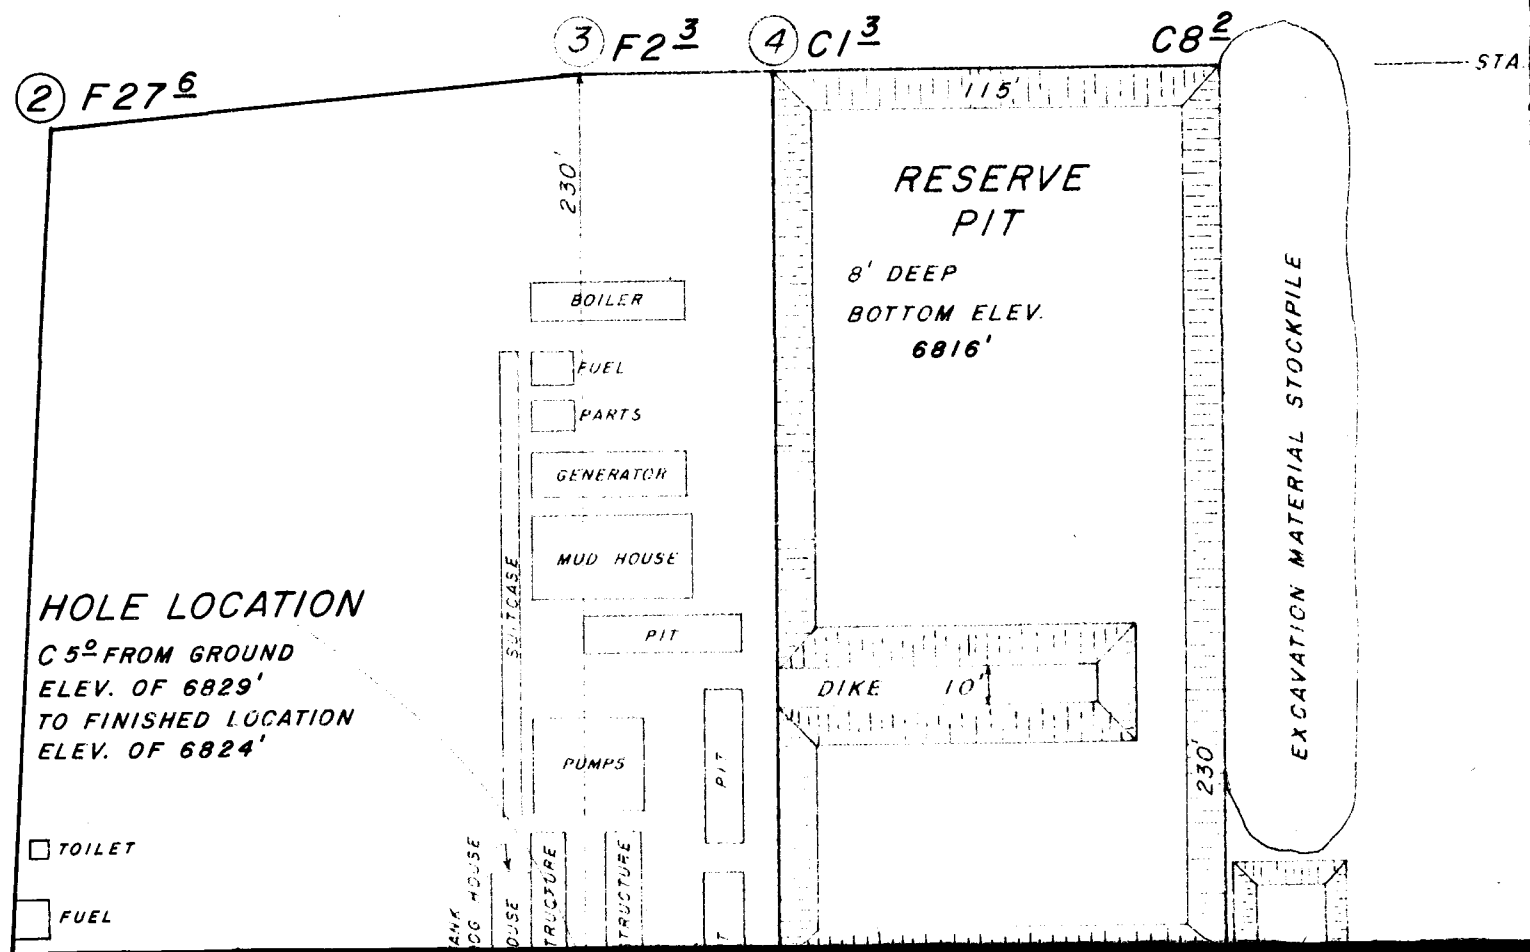 2 F27 6
3 F2 3
4 C1 3
C8 2
STA.
115'
230'
RESERVE
PIT
8' DEEP
BOTTOM ELEV.
6816'
BOILER
FUEL
PARTS
GENERATOR
MUD HOUSE
SUITCASE
PIT
HOLE LOCATION
C 5 0 FROM GROUND
ELEV. OF 6829'
TO FINISHED LOCATION
ELEV. OF 6824'
DIKE 10'
PUMPS
PIT
230'
EXCAVATION MATERIAL STOCKPILE
TOILET
FUEL